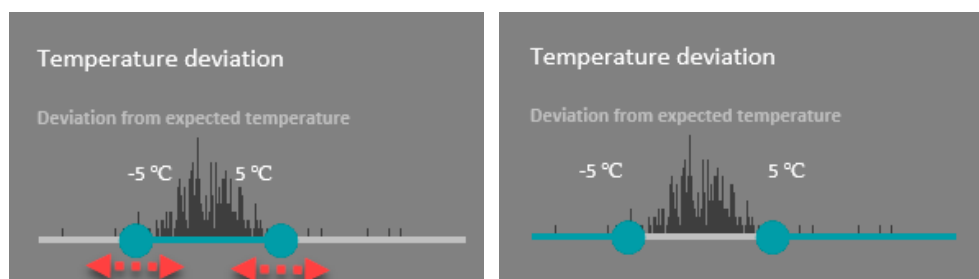 Temperature deviation
Deviation from expected temperature
-5 °C 5 °C
Temperature deviation
Deviation from expected temperature
-5 °C 5 °C